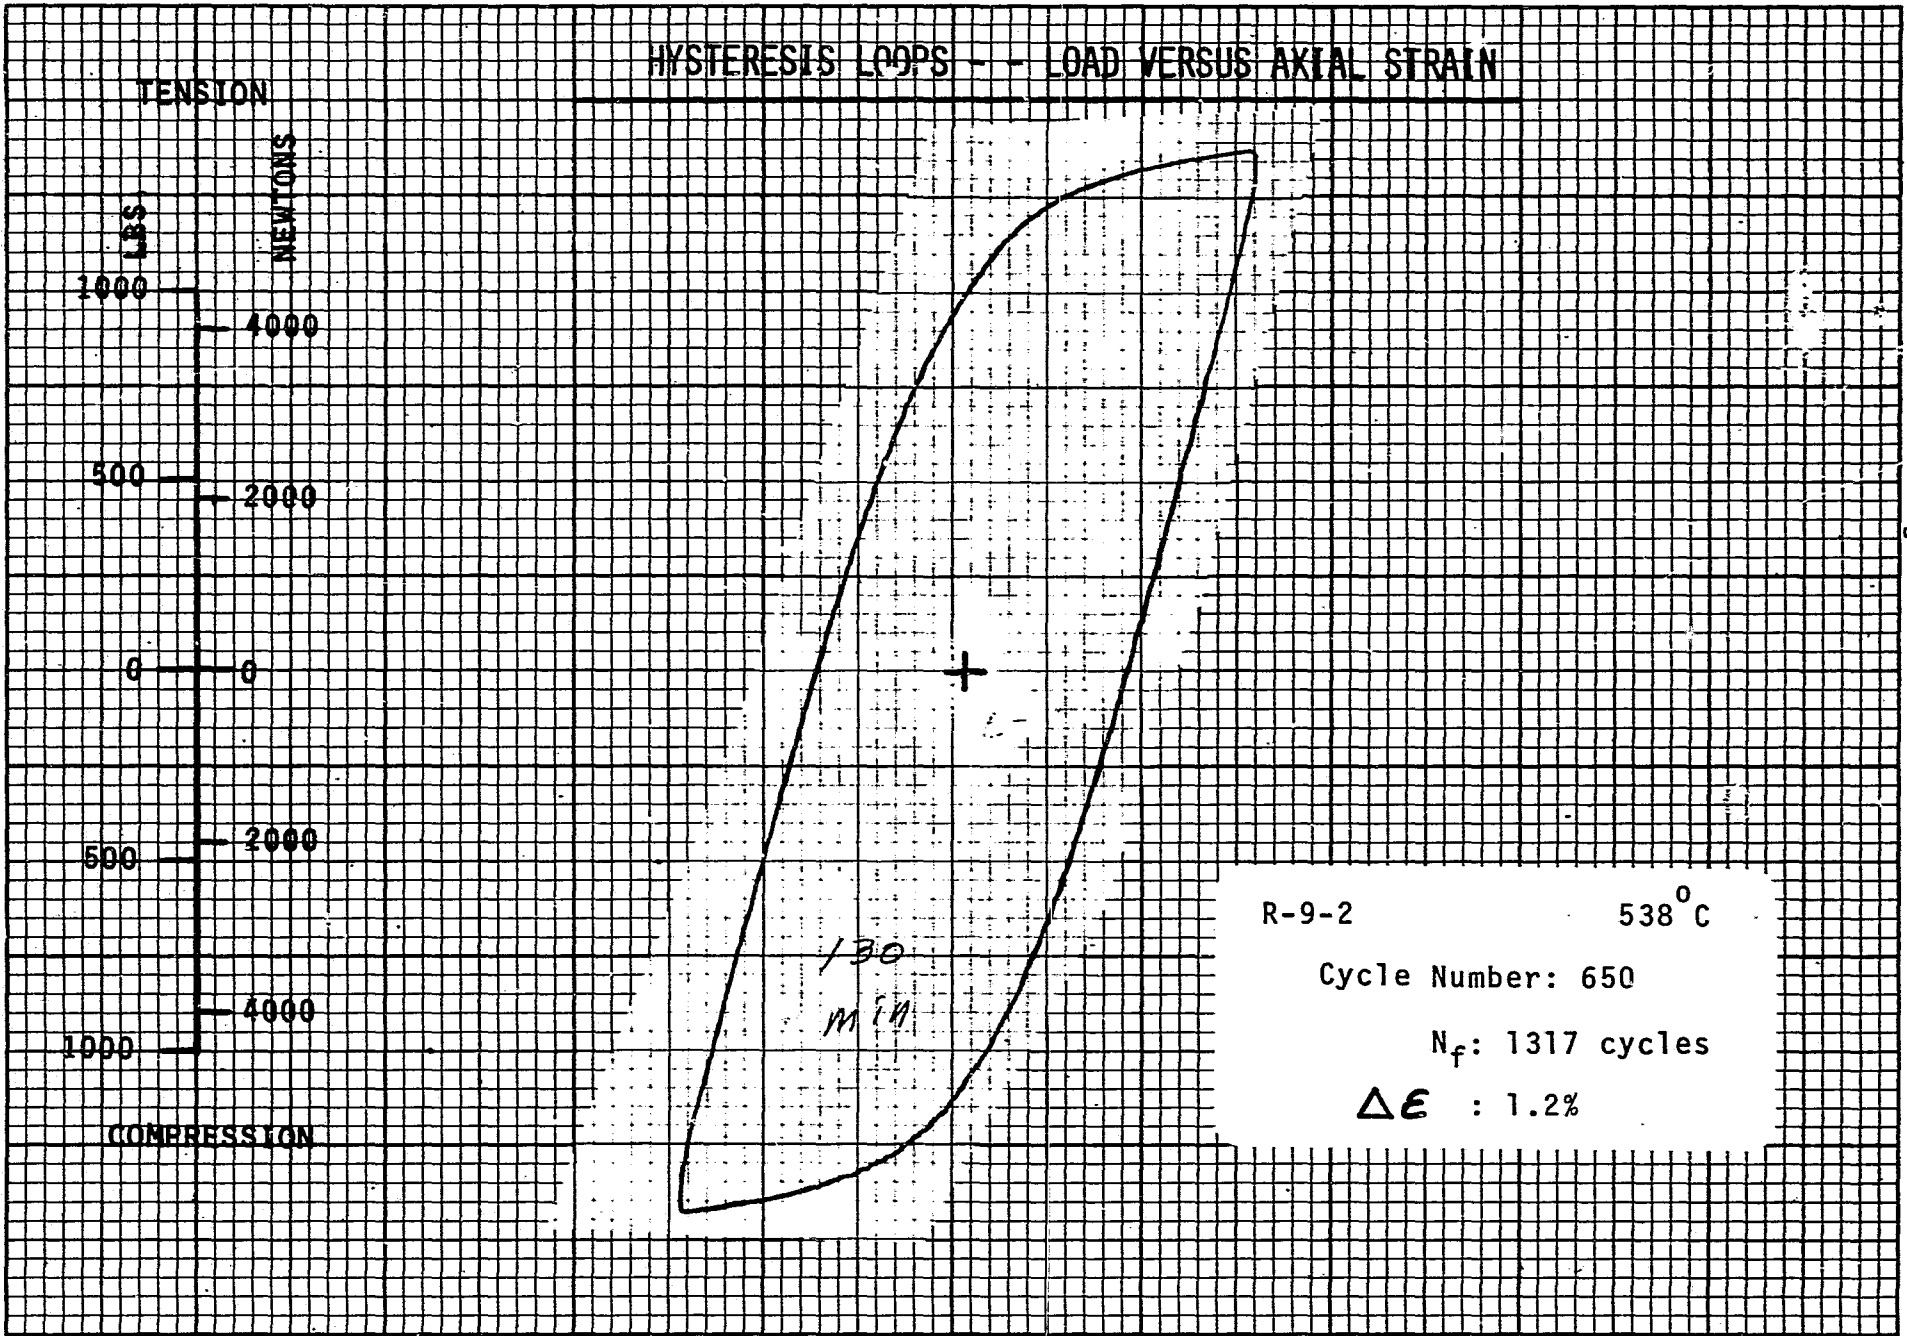 HYSTERESIS LOOPS - - LOAD VERSUS AXIAL STRAIN
TENSION
LBS
NEWTONS
1000
4000
500
2000
0
0
2000
500
4000
1000
COMPRESSION
130
min
R-9-2 538°C
Cycle Number: 650
Nf: 1317 cycles
Δε : 1.2%